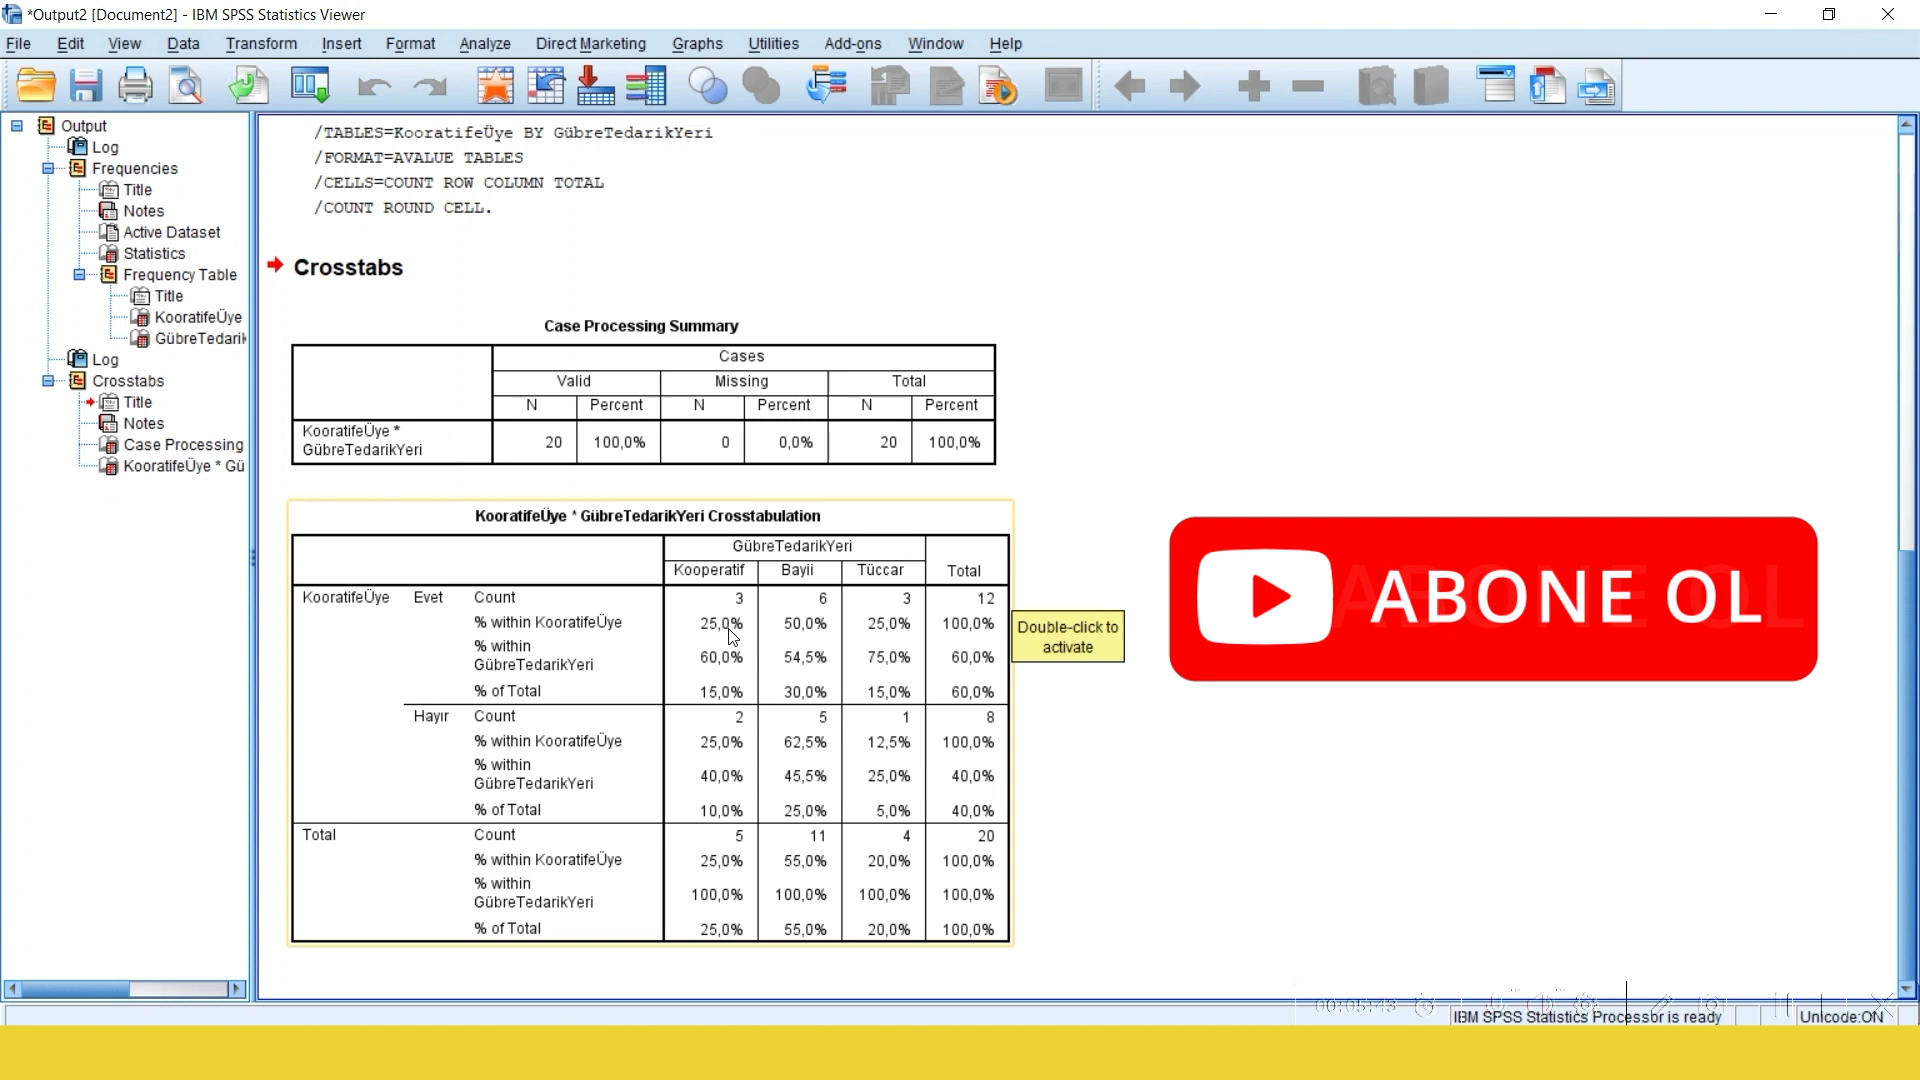 *Output2 [Document2] - IBM SPSS Statistics Viewer
File Edit View Data Transform Insert Format Analyze Direct Marketing Graphs Utilities Add-ons Window Help
Output
Log
Frequencies
Title
Notes
Active Dataset
Statistics
Frequency Table
Title
KooratifeÜye
GübreTedarik
Log
Crosstabs
Title
Notes
Case Processing
KooratifeÜye * Gü
/TABLES=KooratifeÜye BY GübreTedarikYeri
/FORMAT=AVALUE TABLES
/CELLS=COUNT ROW COLUMN TOTAL
/COUNT ROUND CELL.
Crosstabs
Case Processing Summary
Cases
Valid Missing Total
N Percent N Percent N Percent
KooratifeÜye *
GübreTedarikYeri 20 100,0% 0 0,0% 20 100,0%
KooratifeÜye * GübreTedarikYeri Crosstabulation
GübreTedarikYeri
Kooperatif Bayii Tüccar Total
KooratifeÜye Evet Count 3 6 3 12
% within KooratifeÜye 25,0% 50,0% 25,0% 100,0%
% within
GübreTedarikYeri 60,0% 54,5% 75,0% 60,0%
% of Total 15,0% 30,0% 15,0% 60,0%
Hayır Count 2 5 1 8
% within KooratifeÜye 25,0% 62,5% 12,5% 100,0%
% within
GübreTedarikYeri 40,0% 45,5% 25,0% 40,0%
% of Total 10,0% 25,0% 5,0% 40,0%
Total Count 5 11 4 20
% within KooratifeÜye 25,0% 55,0% 20,0% 100,0%
% within
GübreTedarikYeri 100,0% 100,0% 100,0% 100,0%
% of Total 25,0% 55,0% 20,0% 100,0%
Double-click to
activate
ABONE OL
00:05:43
IBM SPSS Statistics Processor is ready
Unicode:ON